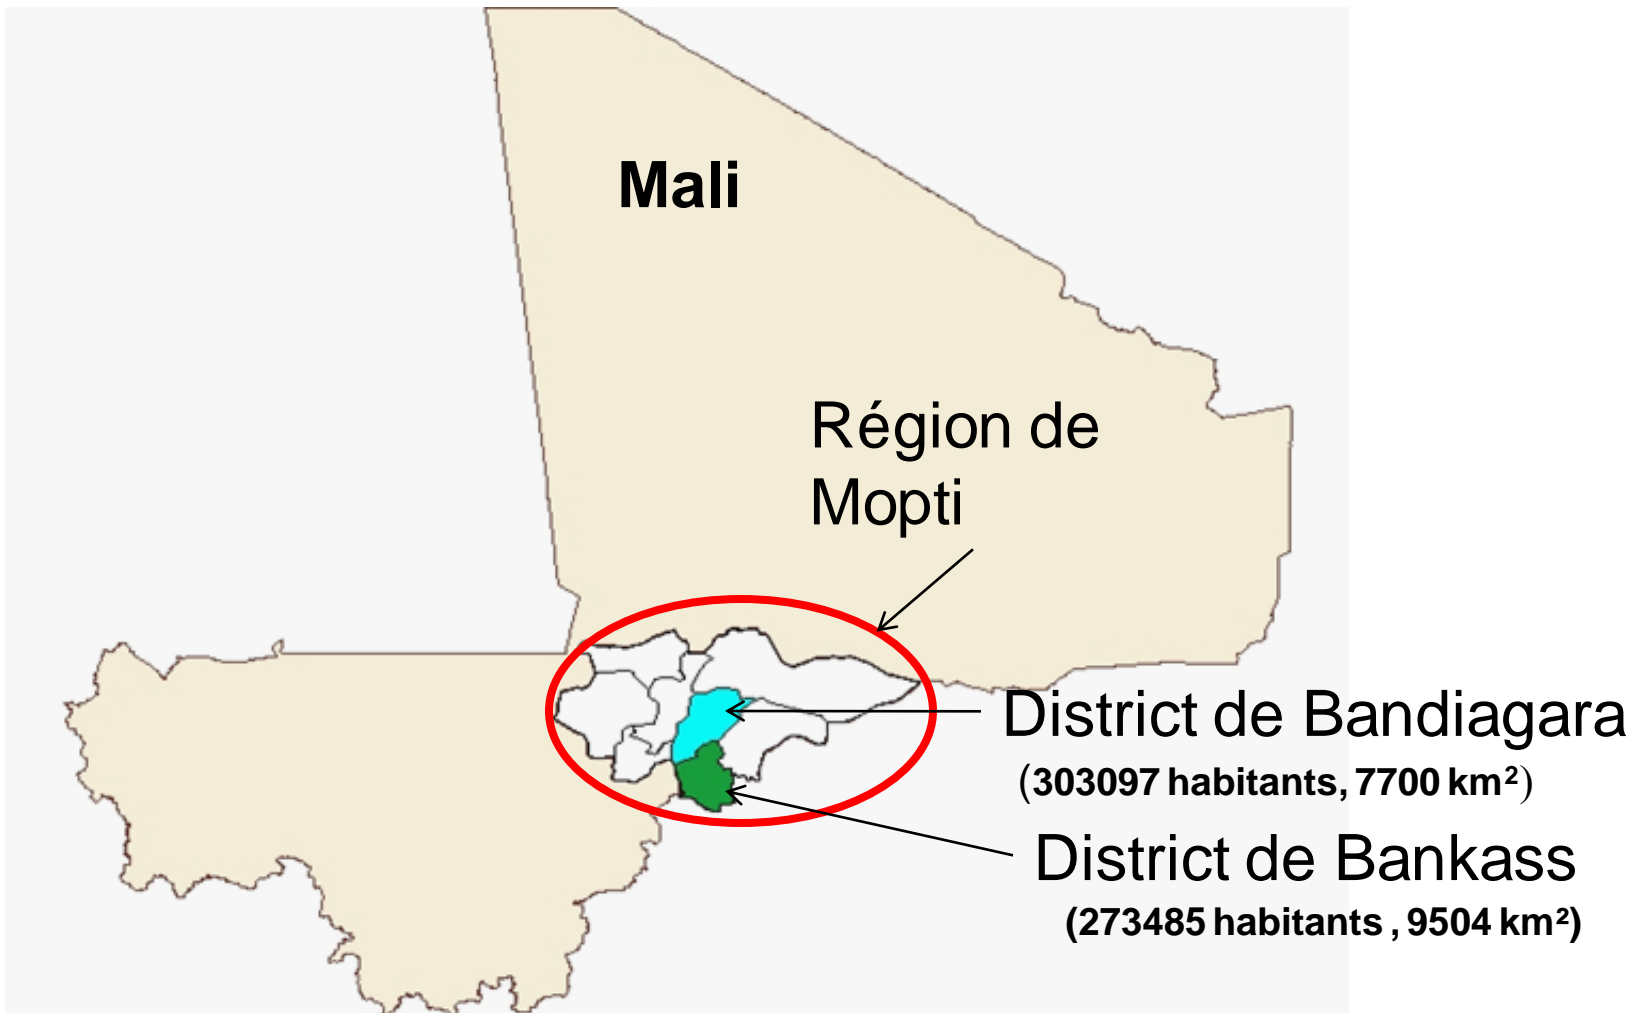 Mali
Région de
Mopti
District de Bandiagara
(303097 habitants, 7700 km²)
District de Bankass
(273485 habitants , 9504 km²)